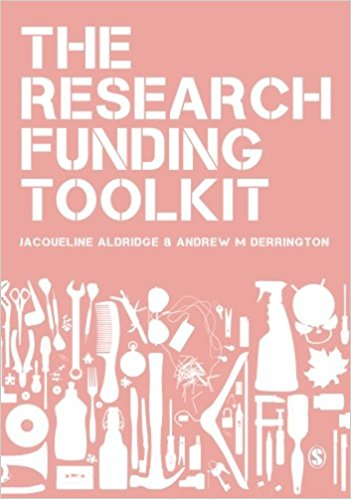 THE
RESEARCH
FUNDING
TOOLKIT
JACQUELINE ALDRIDGE & ANDREW M DERRINGTON
S